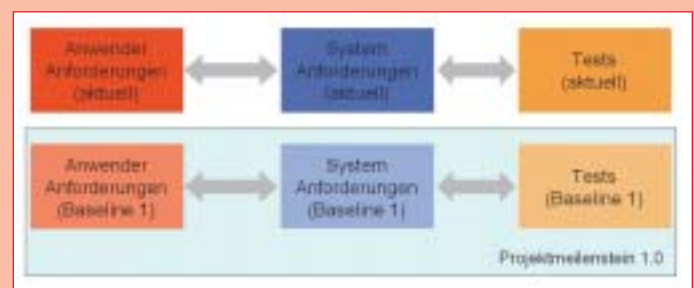 Anwender
Anforderungen
(aktuell)
System
Anforderungen
(aktuell)
Tests
(aktuell)
Anwender
Anforderungen
(Baseline 1)
System
Anforderungen
(Baseline 1)
Tests
(Baseline 1)
Projektmeilenstein 1.0